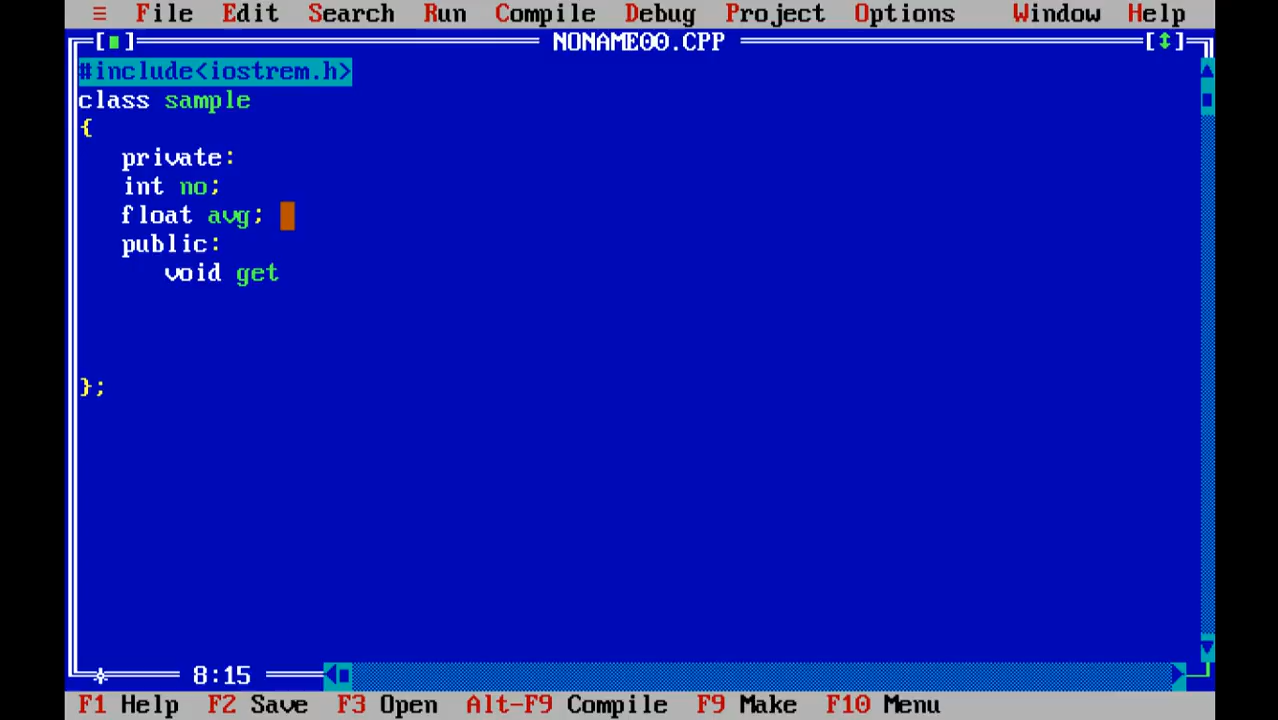 ≡ File Edit Search Run Compile Debug Project Options Window Help
[■] NONAME00.CPP [↕]
#include<iostrem.h>
class sample
{
private:
int no;
float avg;
public:
void get
};
8:15
F1 Help F2 Save F3 Open Alt-F9 Compile F9 Make F10 Menu